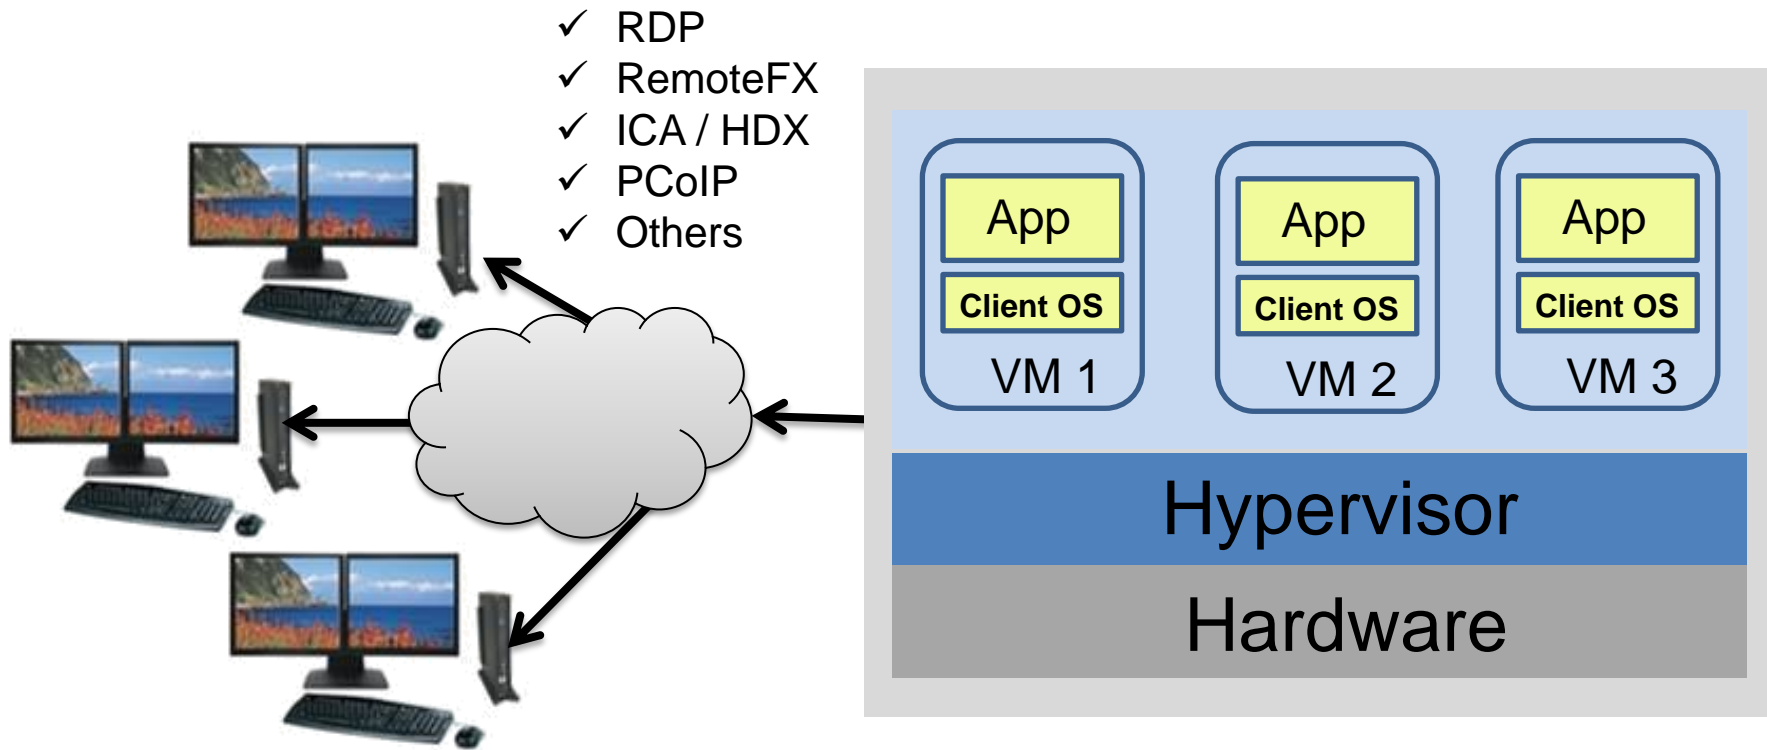 ✓ RDP
✓ RemoteFX
✓ ICA / HDX
✓ PCoIP
✓ Others
App
Client OS
VM 1
App
Client OS
VM 2
App
Client OS
VM 3
Hypervisor
Hardware